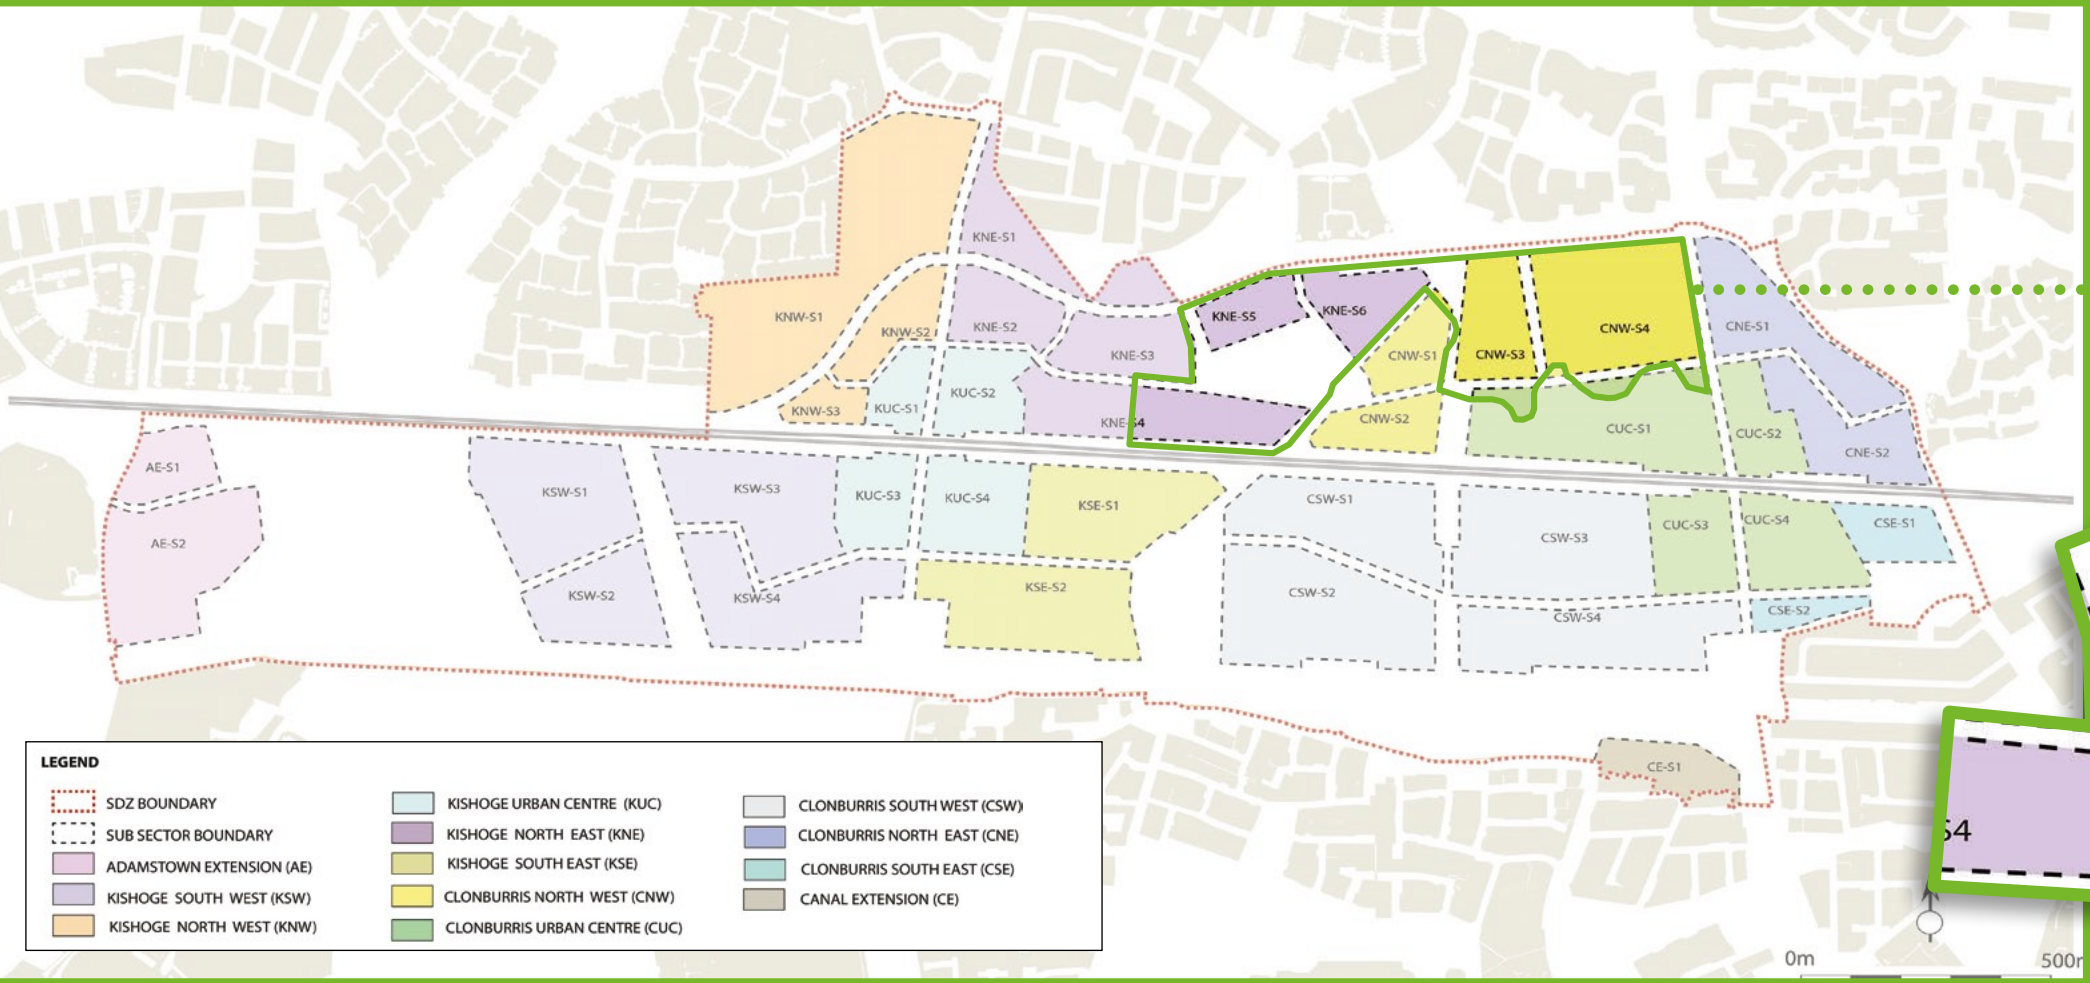 KNE-S1
KNW-S1
KNW-S2
KNE-S2
KNE-S3
KNE-S5
KNE-S6
CNW-S1
CNW-S3
CNW-S4
CNE-S1
KNW-S3
KUC-S1
KUC-S2
KNE-S4
CNW-S2
CUC-S1
CUC-S2
CNE-S2
AE-S1
AE-S2
KSW-S1
KSW-S2
KSW-S3
KSW-S4
KUC-S3
KUC-S4
KSE-S1
KSE-S2
CSW-S1
CSW-S2
CSW-S3
CSW-S4
CUC-S3
CUC-S4
CSE-S1
CSE-S2
CE-S1
LEGEND
SDZ BOUNDARY
SUB SECTOR BOUNDARY
ADAMSTOWN EXTENSION (AE)
KISHOGE SOUTH WEST (KSW)
KISHOGE NORTH WEST (KNW)
KISHOGE URBAN CENTRE (KUC)
KISHOGE NORTH EAST (KNE)
KISHOGE SOUTH EAST (KSE)
CLONBURRIS NORTH WEST (CNW)
CLONBURRIS URBAN CENTRE (CUC)
CLONBURRIS SOUTH WEST (CSW)
CLONBURRIS NORTH EAST (CNE)
CLONBURRIS SOUTH EAST (CSE)
CANAL EXTENSION (CE)
S4
0m
500m